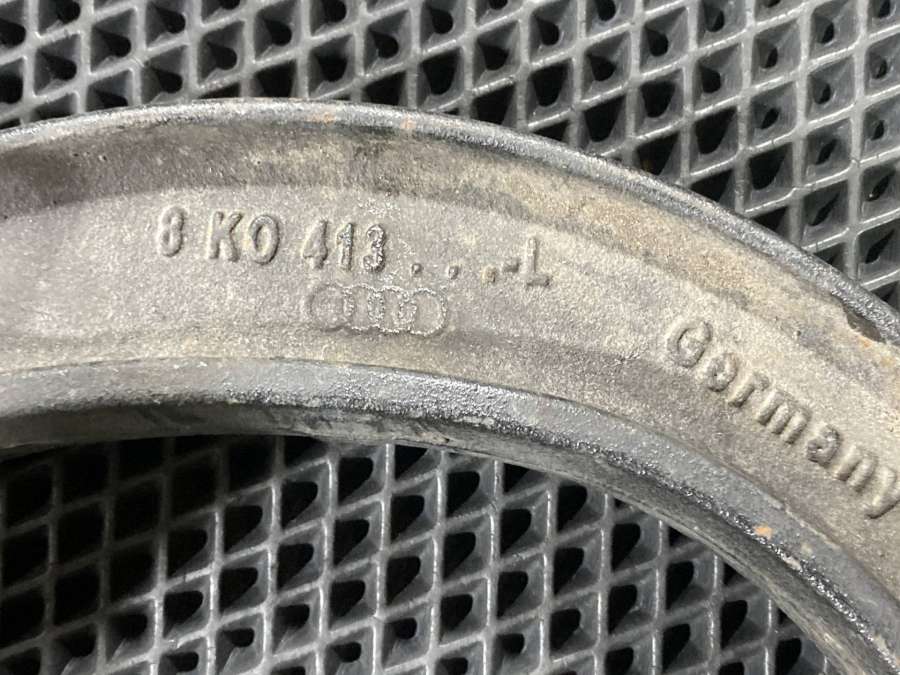 8 K0 413 . . .-L
Germany